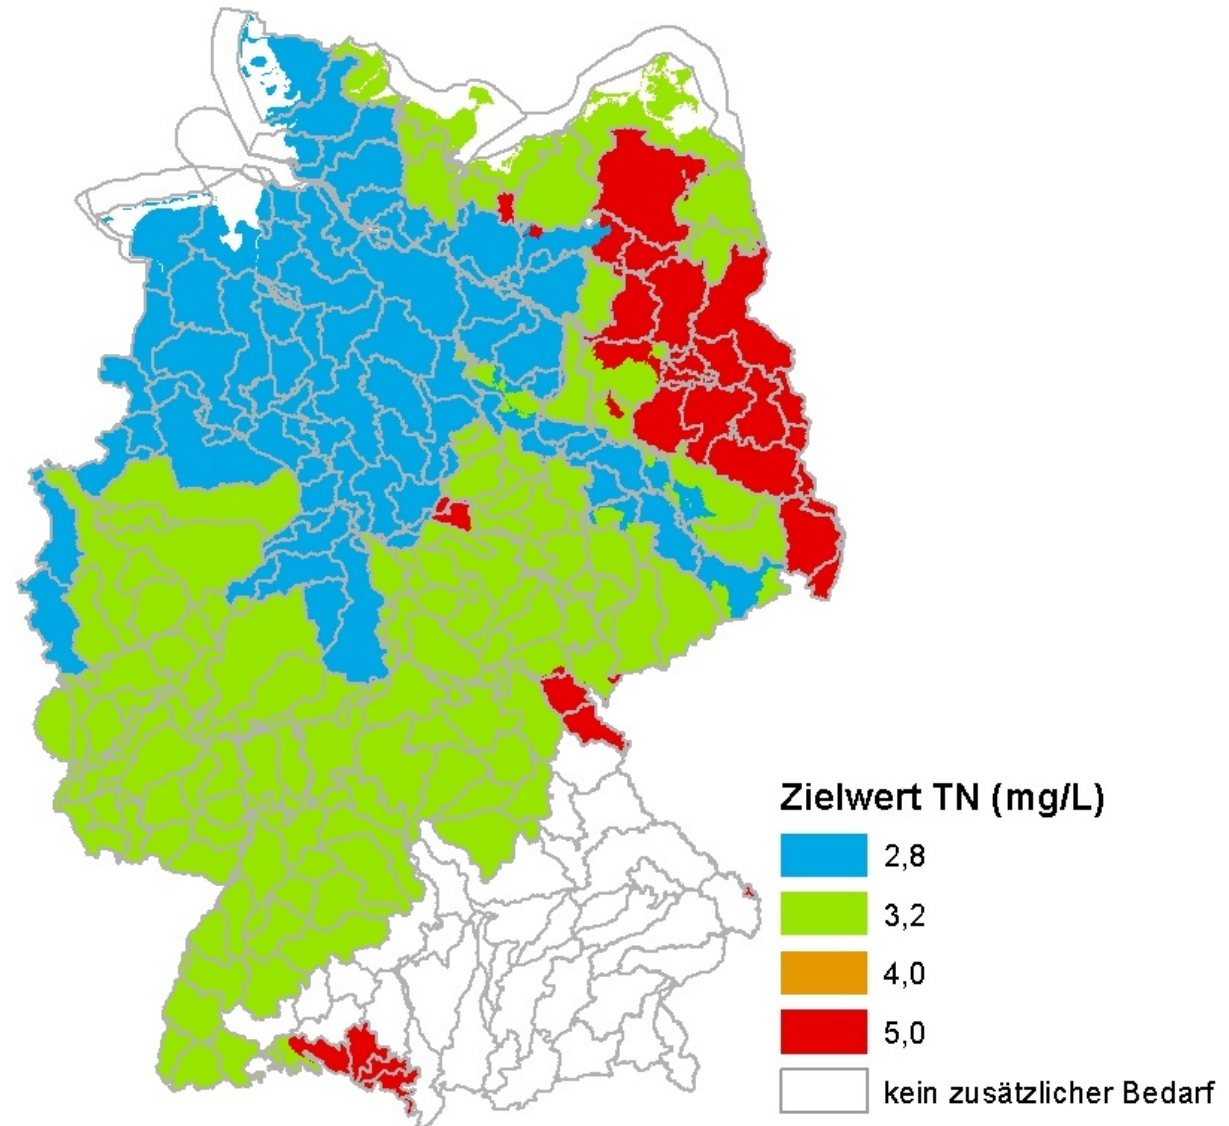 Zielwert TN (mg/L)
2,8
3,2
4,0
5,0
kein zusätzlicher Bedarf